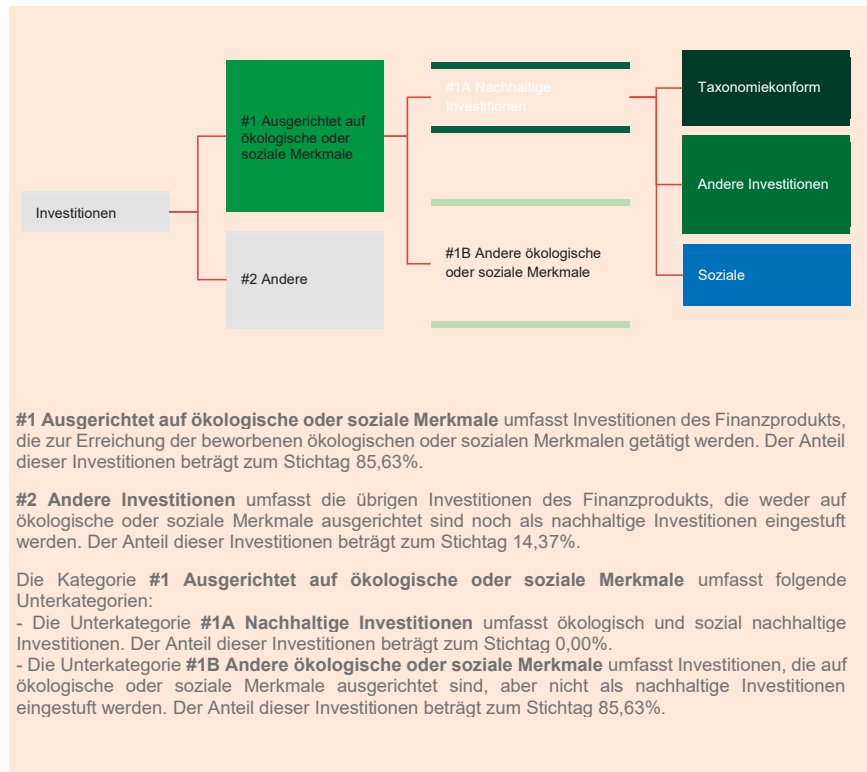 #1A Nachhaltige
Investitionen
Taxonomiekonform
#1 Ausgerichtet auf
ökologische oder
soziale Merkmale
Andere Investitionen
Investitionen
#2 Andere
#1B Andere ökologische
oder soziale Merkmale
Soziale
#1 Ausgerichtet auf ökologische oder soziale Merkmale umfasst Investitionen des Finanzprodukts,
die zur Erreichung der beworbenen ökologischen oder sozialen Merkmalen getätigt werden. Der Anteil
dieser Investitionen beträgt zum Stichtag 85,63%.
#2 Andere Investitionen umfasst die übrigen Investitionen des Finanzprodukts, die weder auf
ökologische oder soziale Merkmale ausgerichtet sind noch als nachhaltige Investitionen eingestuft
werden. Der Anteil dieser Investitionen beträgt zum Stichtag 14,37%.
Die Kategorie #1 Ausgerichtet auf ökologische oder soziale Merkmale umfasst folgende
Unterkategorien:
- Die Unterkategorie #1A Nachhaltige Investitionen umfasst ökologisch und sozial nachhaltige
Investitionen. Der Anteil dieser Investitionen beträgt zum Stichtag 0,00%.
- Die Unterkategorie #1B Andere ökologische oder soziale Merkmale umfasst Investitionen, die auf
ökologische oder soziale Merkmale ausgerichtet sind, aber nicht als nachhaltige Investitionen
eingestuft werden. Der Anteil dieser Investitionen beträgt zum Stichtag 85,63%.